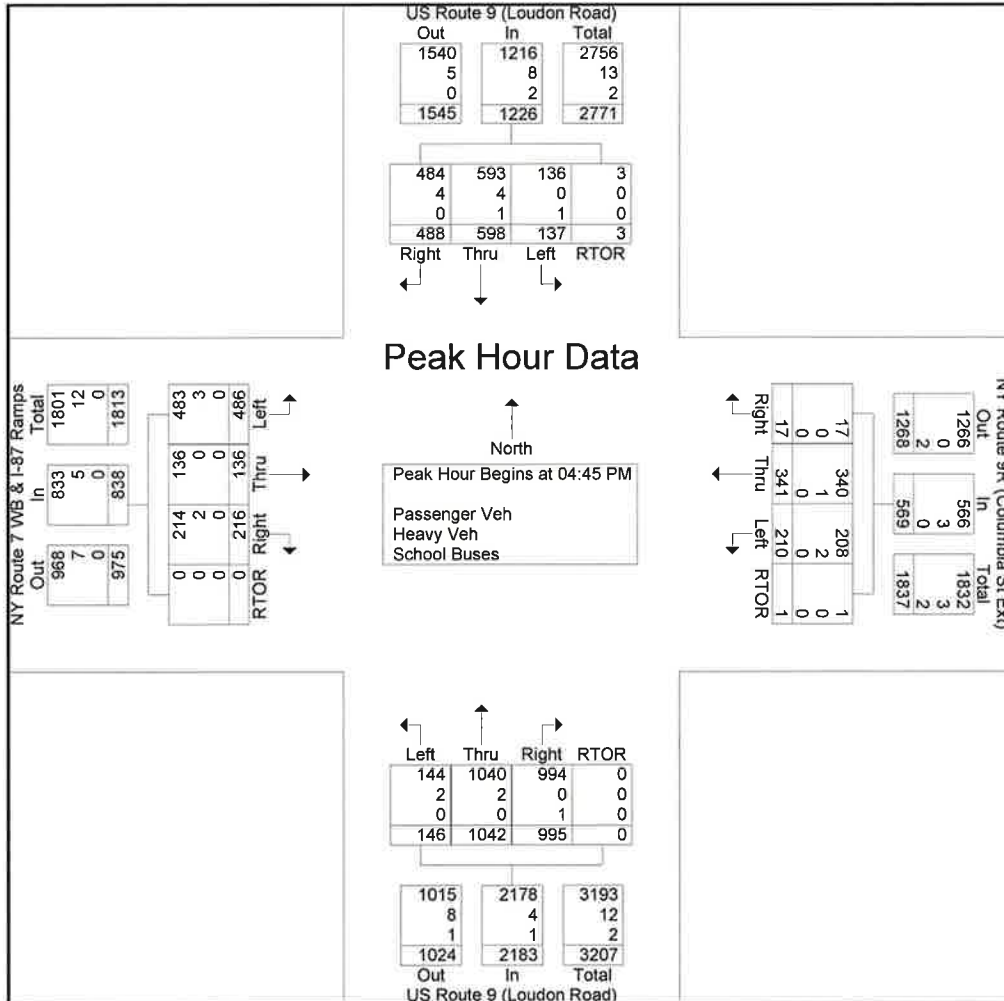 US Route 9 (Loudon Road)
Out In Total
1540 1216 2756
5 8 13
0 2 2
1545 1226 2771
484 593 136 3
4 4 0 0
0 1 1 0
488 598 137 3
Right Thru Left RTOR
Peak Hour Data
NY Route 7 WB & I-87 Ramps
Total In Out
1801 833 968
12 5 7
0 0 0
1813 838 975
483 136 214 0
3 0 2 0
0 0 0 0
486 136 216 0
Left Thru Right RTOR
North
Peak Hour Begins at 04:45 PM
Passenger Veh
Heavy Veh
School Buses
NY Route 9R (Columbia St Ext)
Out In Total
1266 566 1832
0 3 3
2 0 2
1268 569 1837
17 340 208 1
0 1 2 0
0 0 0 0
17 341 210 1
Right Thru Left RTOR
Left Thru Right RTOR
144 1040 994 0
2 2 0 0
0 0 1 0
146 1042 995 0
1015 2178 3193
8 4 12
1 1 2
1024 2183 3207
Out In Total
US Route 9 (Loudon Road)